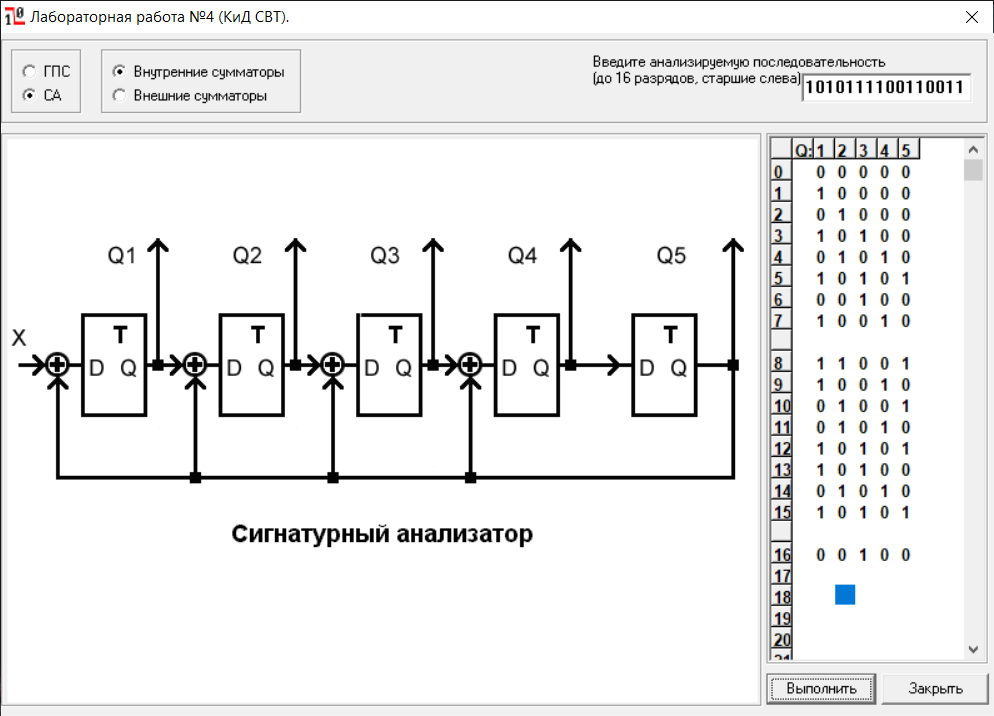 Лабораторная работа №4 (КиД СВТ).
ГПС
СА
Внутренние сумматоры
Внешние сумматоры
Введите анализируемую последовательность
(до 16 разрядов, старшие слева)
1010111100110011
Q1 Q2 Q3 Q4 Q5
X
T T T T T
D Q D Q D Q D Q D Q
Сигнатурный анализатор
Q: 1 2 3 4 5
0 0 0 0 0 0
1 1 0 0 0 0
2 0 1 0 0 0
3 1 0 1 0 0
4 0 1 0 1 0
5 1 0 1 0 1
6 0 0 1 0 0
7 1 0 0 1 0
8 1 1 0 0 1
9 1 0 0 1 0
10 0 1 0 0 1
11 0 1 0 1 0
12 1 0 1 0 1
13 1 0 1 0 0
14 0 1 0 1 0
15 1 0 1 0 1
16 0 0 1 0 0
17
18
19
20
21
Выполнить
Закрыть